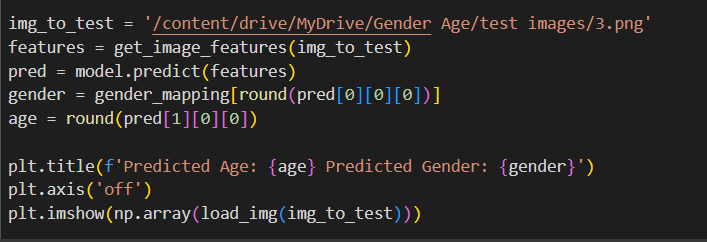 img_to_test = '/content/drive/MyDrive/Gender Age/test images/3.png'
features = get_image_features(img_to_test)
pred = model.predict(features)
gender = gender_mapping[round(pred[0][0][0])]
age = round(pred[1][0][0])
plt.title(f'Predicted Age: {age} Predicted Gender: {gender}')
plt.axis('off')
plt.imshow(np.array(load_img(img_to_test)))